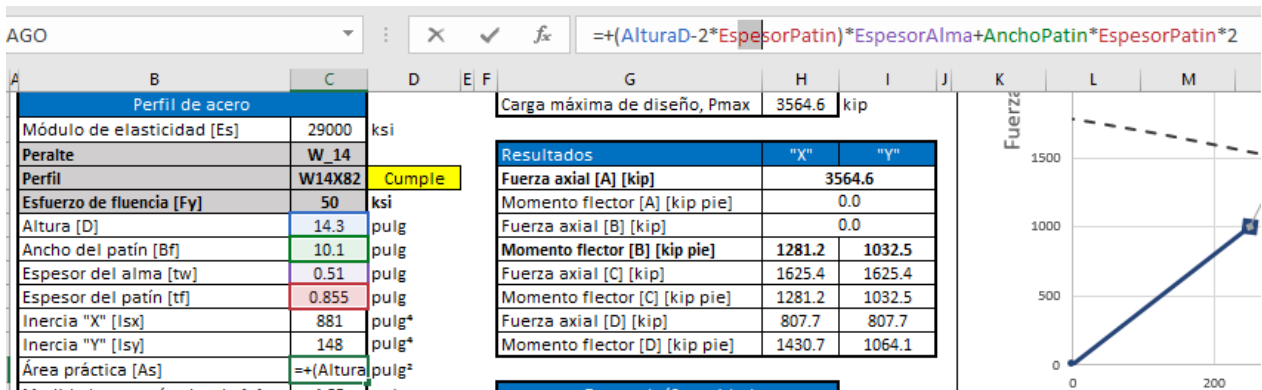 AGO fx =+(AlturaD-2*EspesorPatin)*EspesorAlma+AnchoPatin*EspesorPatin*2
A B C D E F G H I J K L M
Perfil de acero Carga máxima de diseño, Pmax 3564.6 kip
Módulo de elasticidad [Es] 29000 ksi
Peralte W_14 Resultados "X" "Y"
Perfil W14X82 Cumple Fuerza axial [A] [kip] 3564.6
Esfuerzo de fluencia [Fy] 50 ksi Momento flector [A] [kip pie] 0.0
Altura [D] 14.3 pulg Fuerza axial [B] [kip] 0.0
Ancho del patín [Bf] 10.1 pulg Momento flector [B] [kip pie] 1281.2 1032.5
Espesor del alma [tw] 0.51 pulg Fuerza axial [C] [kip] 1625.4 1625.4
Espesor del patín [tf] 0.855 pulg Momento flector [C] [kip pie] 1281.2 1032.5
Inercia "X" [Isx] 881 pulg⁴ Fuerza axial [D] [kip] 807.7 807.7
Inercia "Y" [Isy] 148 pulg⁴ Momento flector [D] [kip pie] 1430.7 1064.1
Área práctica [As] =+(Altura pulg²
Fuerza
1500
1000
500
0
0 200